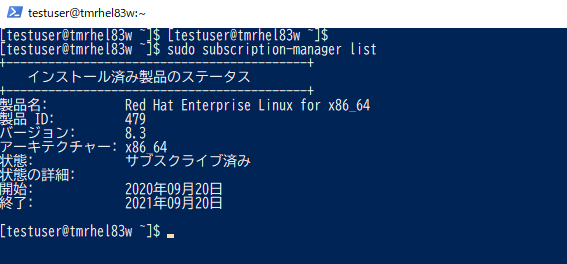 testuser@tmrhel83w:~
[testuser@tmrhel83w ~]$ [testuser@tmrhel83w ~]$
[testuser@tmrhel83w ~]$ sudo subscription-manager list
+-------------------------------------------+
インストール済み製品のステータス
+-------------------------------------------+
製品名: Red Hat Enterprise Linux for x86_64
製品 ID: 479
バージョン: 8.3
アーキテクチャー: x86_64
状態: サブスクライブ済み
状態の詳細:
開始: 2020年09月20日
終了: 2021年09月20日
[testuser@tmrhel83w ~]$